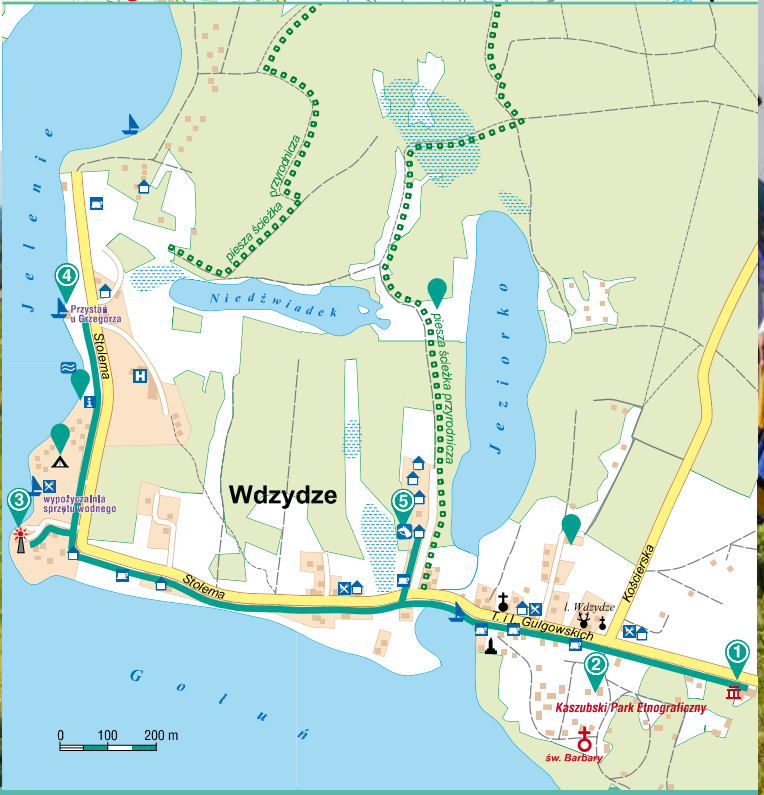 Jelenie
piesza ścieżka przyrodnicza
4
Przystań
u Grzegorza
Niedźwiadek
Jeziorko
piesza ścieżka przyrodnicza
Stolema
H
i
Wdzydze
3
wypożyczalnia
sprzętu wodnego
5
Stolema
Kościerska
l. Wdzydze
T. i I. Gulgowskich
1
2
Kaszubski Park Etnograficzny
św. Barbary
Goluń
0 100 200 m